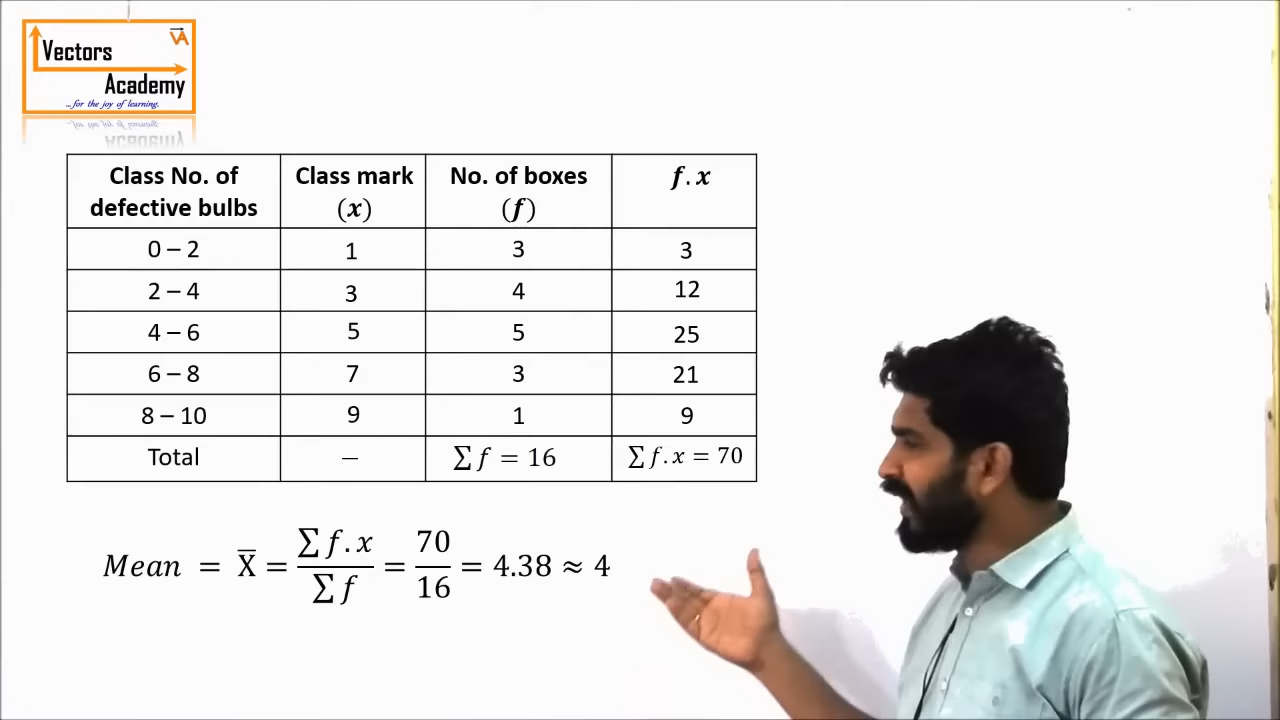 Vectors
VA
Academy
...for the joy of learning.
Class No. of defective bulbs | Class mark (x) | No. of boxes (f) | f.x
0 – 2 | 1 | 3 | 3
2 – 4 | 3 | 4 | 12
4 – 6 | 5 | 5 | 25
6 – 8 | 7 | 3 | 21
8 – 10 | 9 | 1 | 9
Total | — | ∑ f = 16 | ∑ f.x = 70
Mean = X̅ = ∑ f.x / ∑ f = 70 / 16 = 4.38 ≈ 4